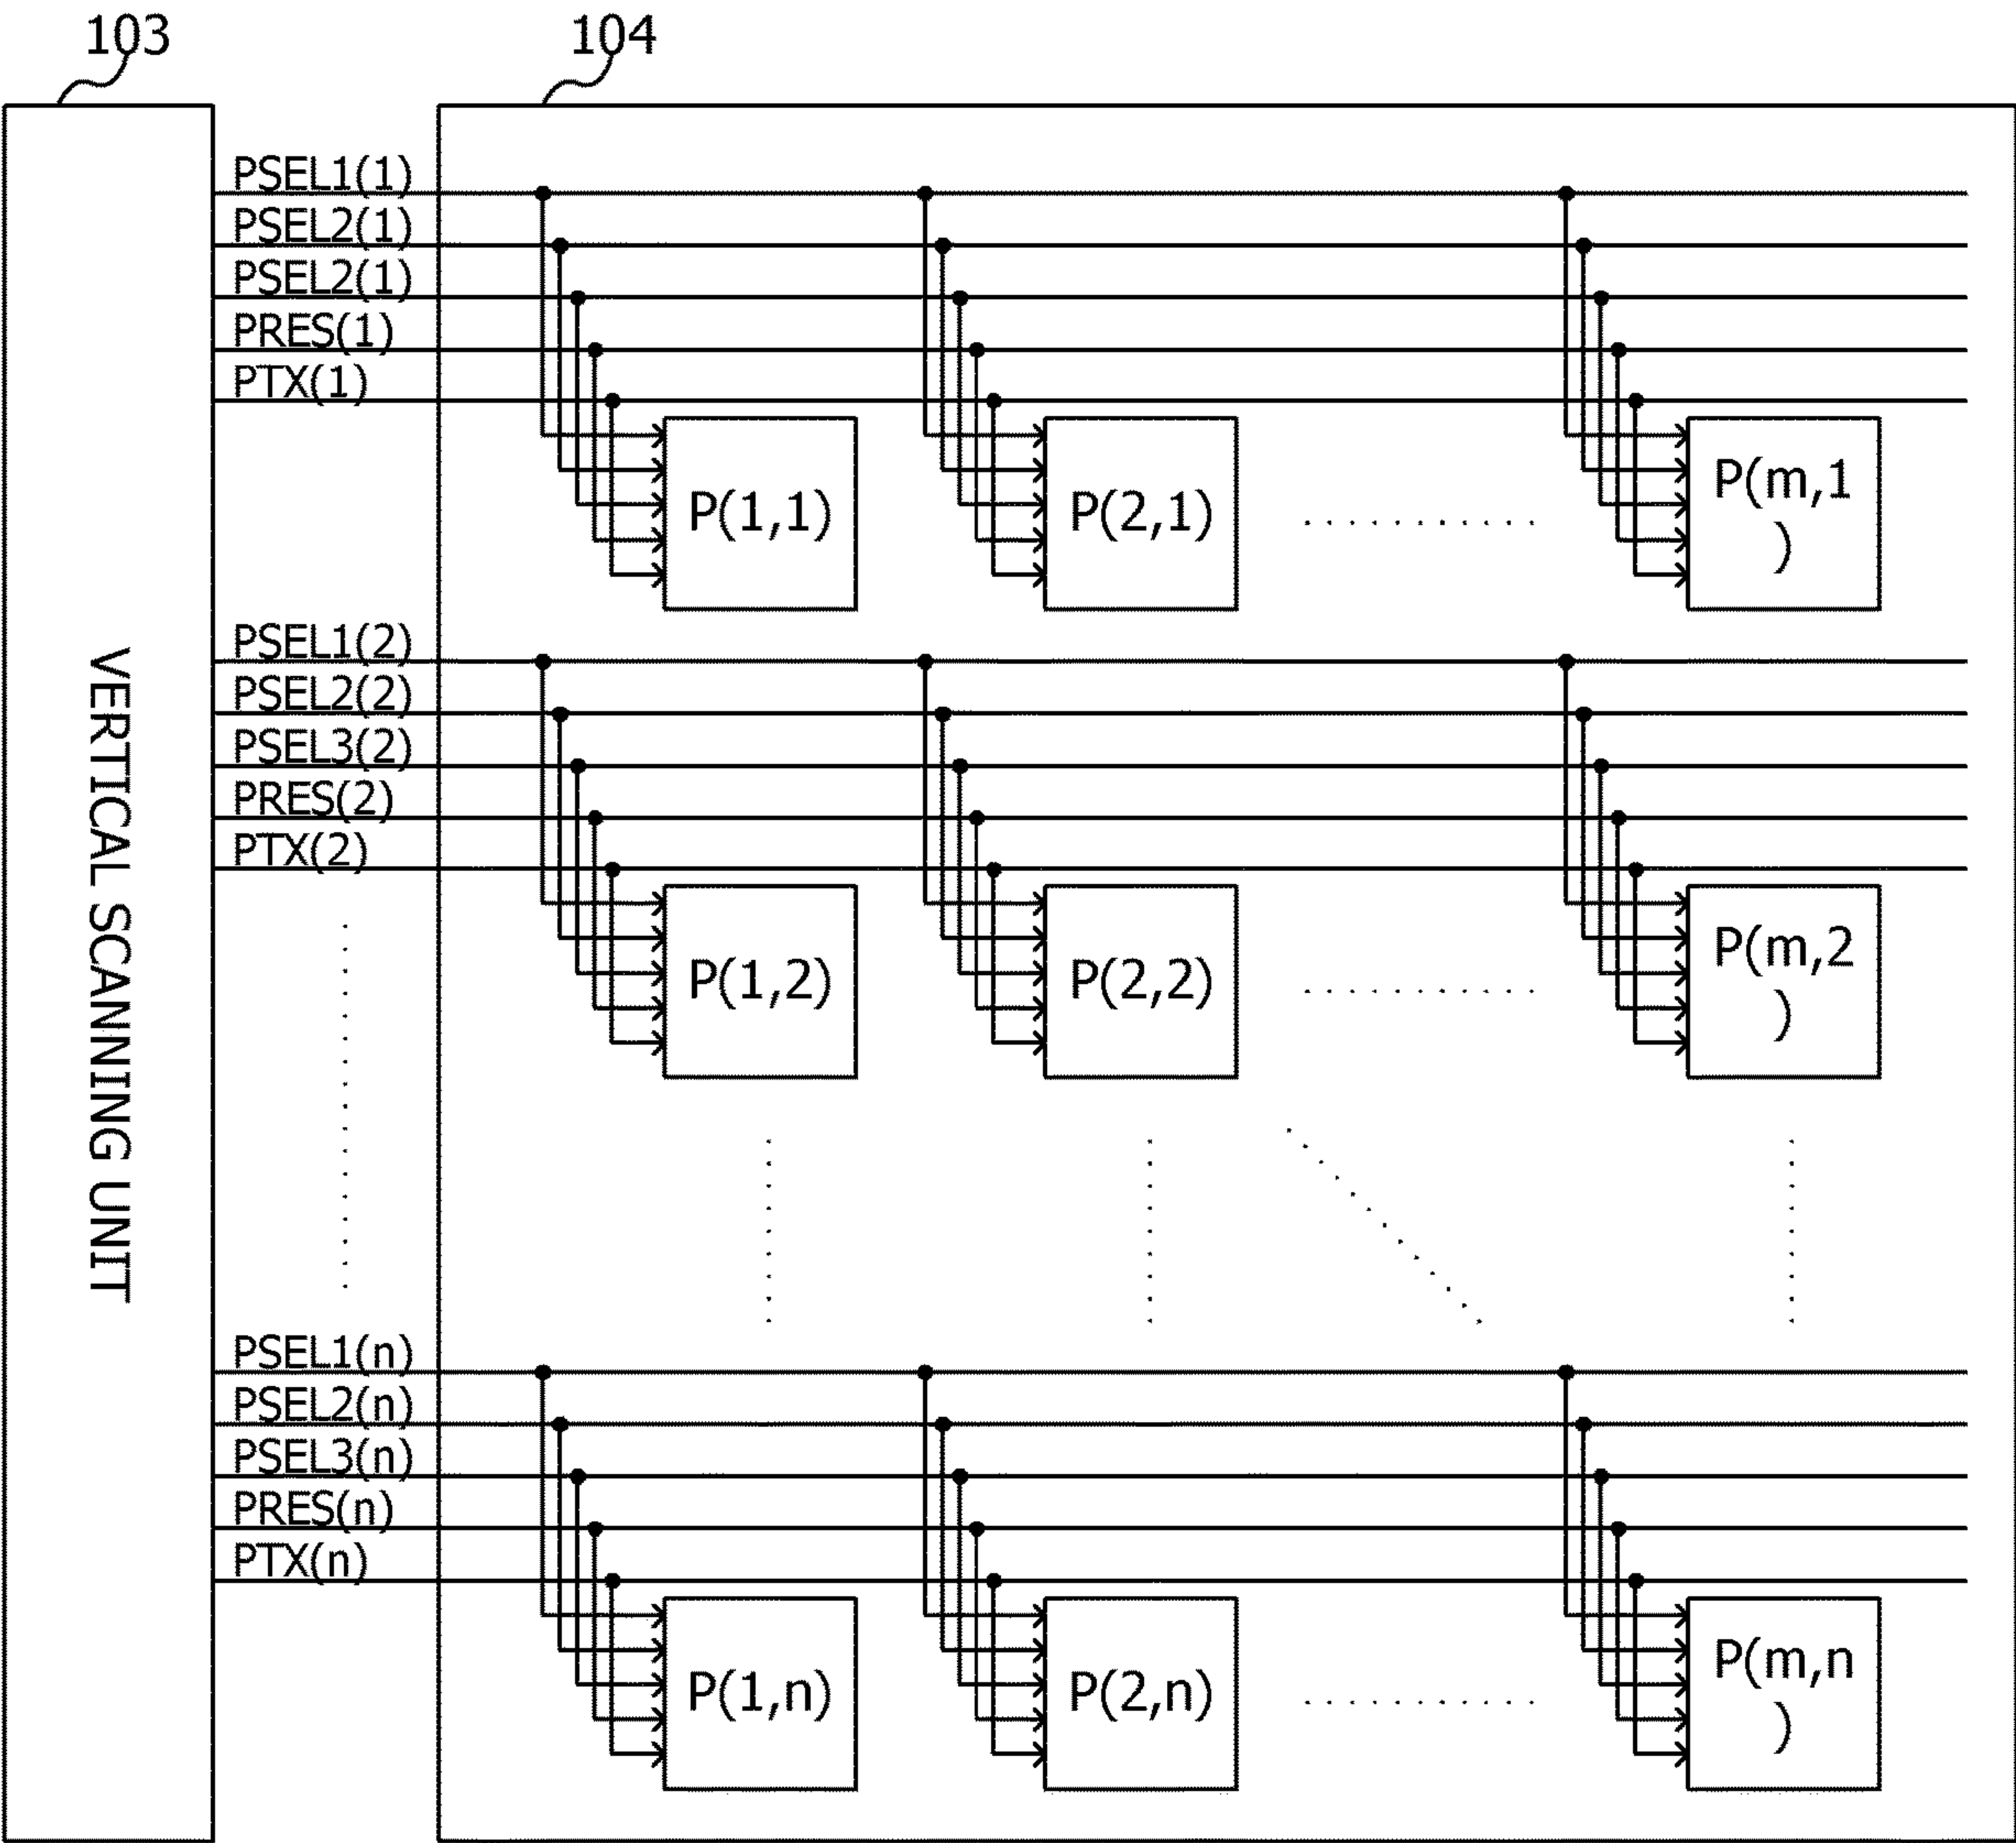 103
104
PSEL1(1)
PSEL2(1)
PSEL2(1)
PRES(1)
PTX(1)
P(1,1)
P(2,1)
P(m,1
)
VERTICAL SCANNING UNIT
PSEL1(2)
PSEL2(2)
PSEL3(2)
PRES(2)
PTX(2)
P(1,2)
P(2,2)
P(m,2
)
PSEL1(n)
PSEL2(n)
PSEL3(n)
PRES(n)
PTX(n)
P(1,n)
P(2,n)
P(m,n
)